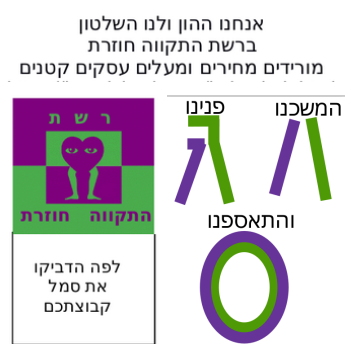 אנחנו ההון ולנו השלטון
ברשת התקווה חוזרת
מורידים מחירים ומעלים עסקים קטנים
רשת
התקווה חוזרת
לפה הדביקו
את סמל
קבוצתכם
המשכנו
פנינו
והתאספנו